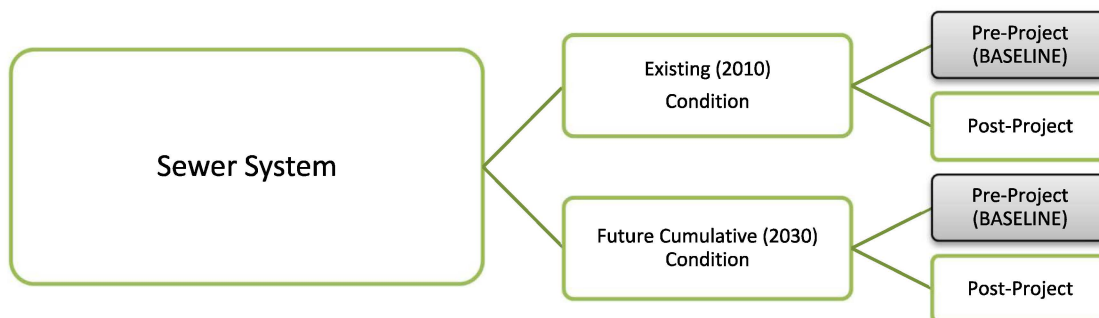 Sewer System
Existing (2010)
Condition
Pre-Project
(BASELINE)
Post-Project
Future Cumulative (2030)
Condition
Pre-Project
(BASELINE)
Post-Project